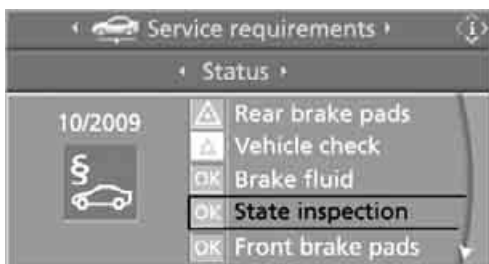 Service requirements
i
Status
10/2009
Rear brake pads
Vehicle check
OK Brake fluid
§
OK State inspection
OK Front brake pads